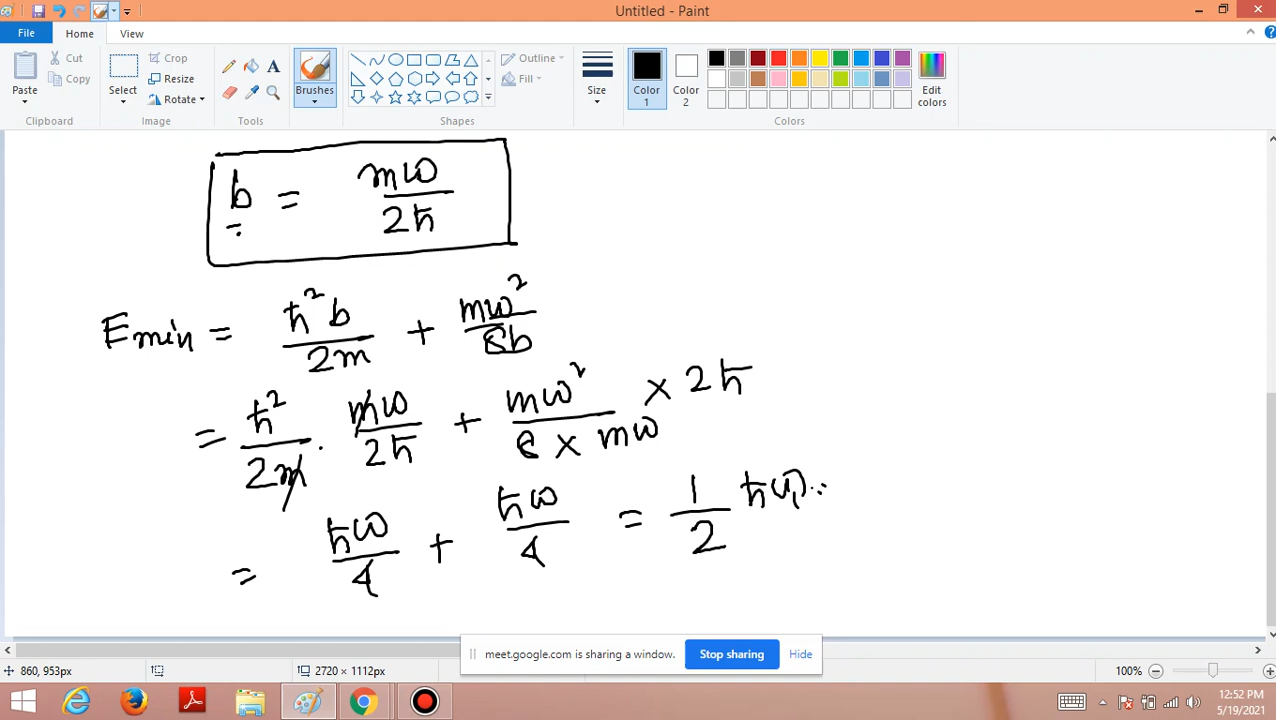 Untitled - Paint
File Home View
Paste Cut Copy Select Crop Resize Rotate Brushes Outline Fill Size Color 1 Color 2 Edit colors
Clipboard Image Tools Shapes Colors
b = mω/2ħ
Emin = ħ²b/2m + mω²/8b
= ħ²/2m . mω/2ħ + mω²/8 × mω × 2ħ
= ħω/4 + ħω/4 = 1/2 ħω
meet.google.com is sharing a window. Stop sharing Hide
860, 953px 2720 × 1112px 100%
12:52 PM
5/19/2021